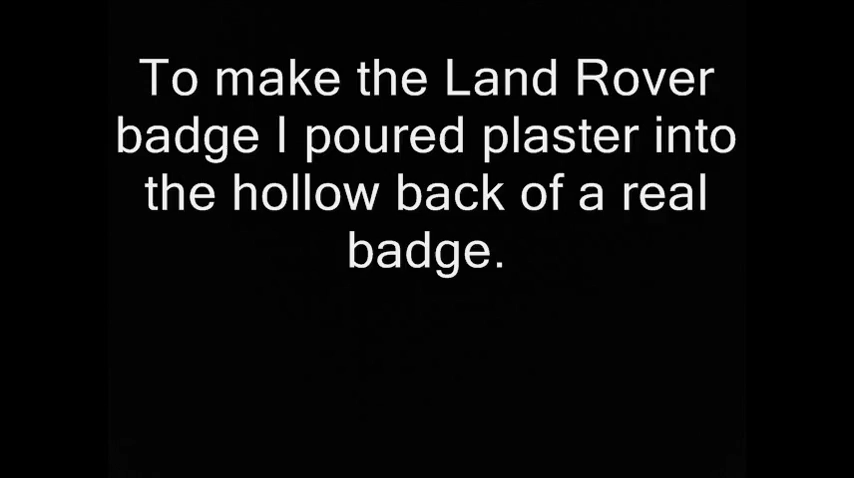 To make the Land Rover
badge I poured plaster into
the hollow back of a real
badge.